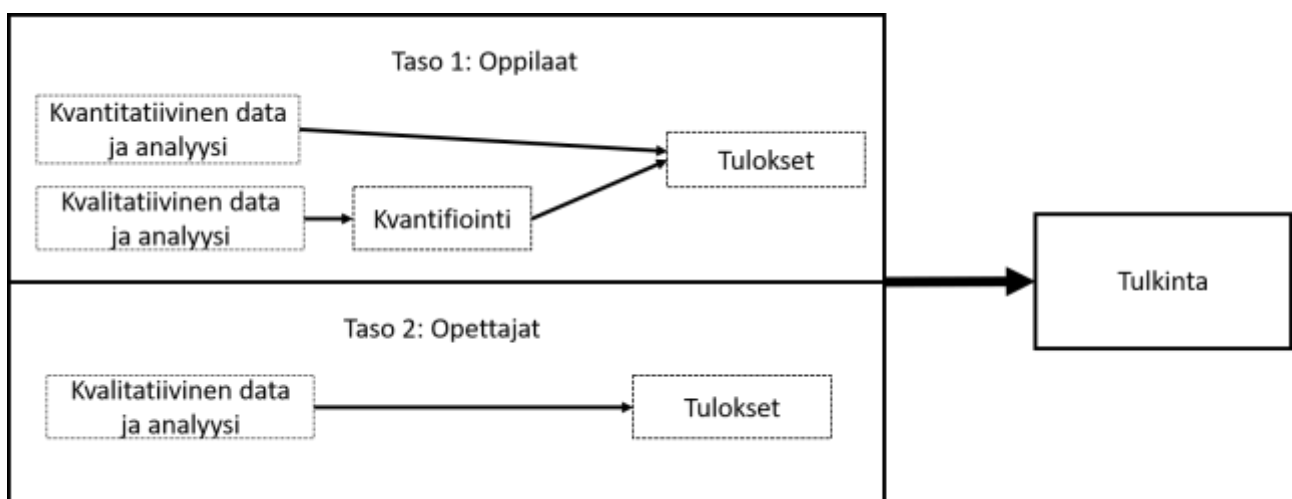 Taso 1: Oppilaat
Kvantitatiivinen data
ja analyysi
Tulokset
Kvalitatiivinen data
ja analyysi
Kvantifiointi
Tulkinta
Taso 2: Opettajat
Kvalitatiivinen data
ja analyysi
Tulokset